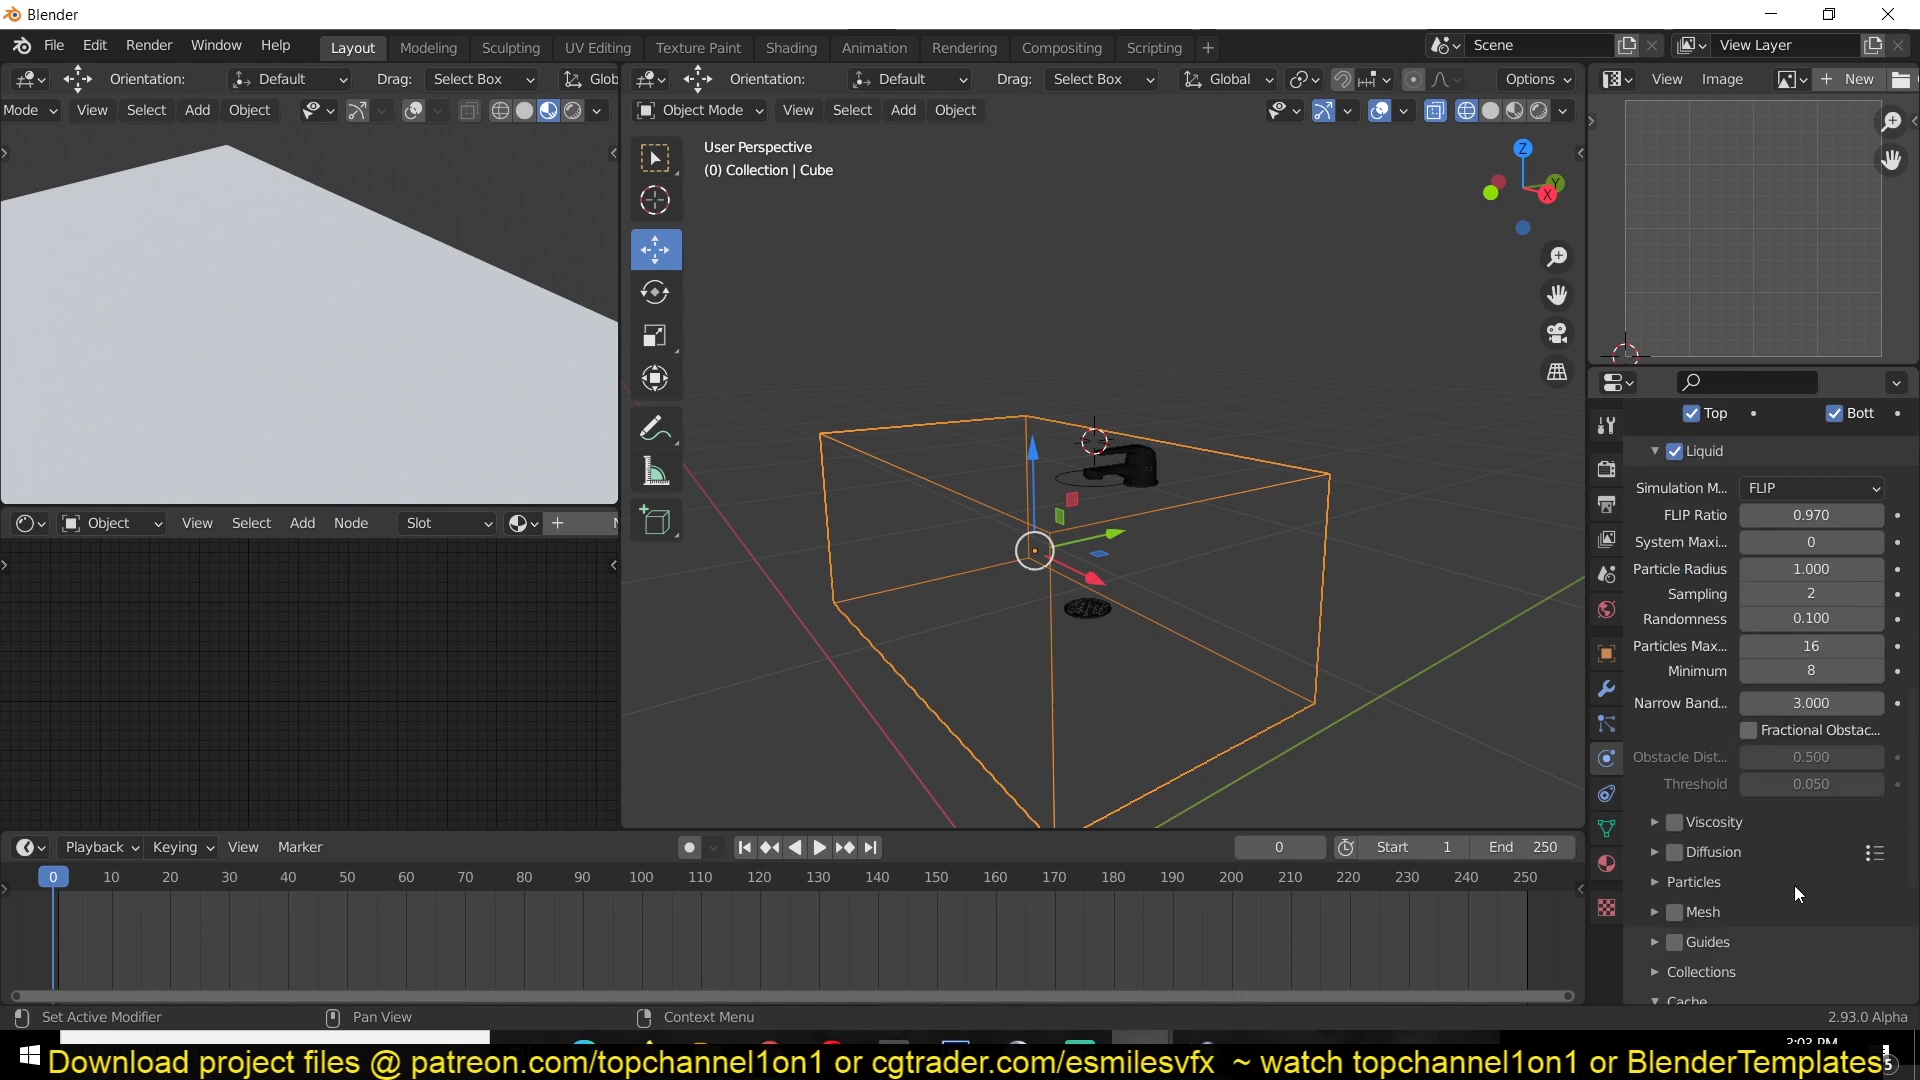 Blender
File Edit Render Window Help Layout Modeling Sculpting UV Editing Texture Paint Shading Animation Rendering Compositing Scripting + Scene View Layer
Orientation: Default Drag: Select Box Glob Orientation: Default Drag: Select Box Global Options View Image + New
Mode View Select Add Object Object Mode View Select Add Object
User Perspective
(0) Collection | Cube
Z
Y
X
Top Bott
Liquid
Simulation M... FLIP
FLIP Ratio 0.970
System Maxi... 0
Particle Radius 1.000
Sampling 2
Randomness 0.100
Particles Max... 16
Minimum 8
Narrow Band... 3.000
Fractional Obstac...
Obstacle Dist... 0.500
Threshold 0.050
Viscosity
Diffusion
Particles
Mesh
Guides
Collections
Cache
Object View Select Add Node Slot +
Playback Keying View Marker 0 Start 1 End 250
0 10 20 30 40 50 60 70 80 90 100 110 120 130 140 150 160 170 180 190 200 210 220 230 240 250
Set Active Modifier Pan View Context Menu 2.93.0 Alpha
3:03 PM
Download project files @ patreon.com/topchannel1on1 or cgtrader.com/esmilesvfx ~ watch topchannel1on1 or BlenderTemplates